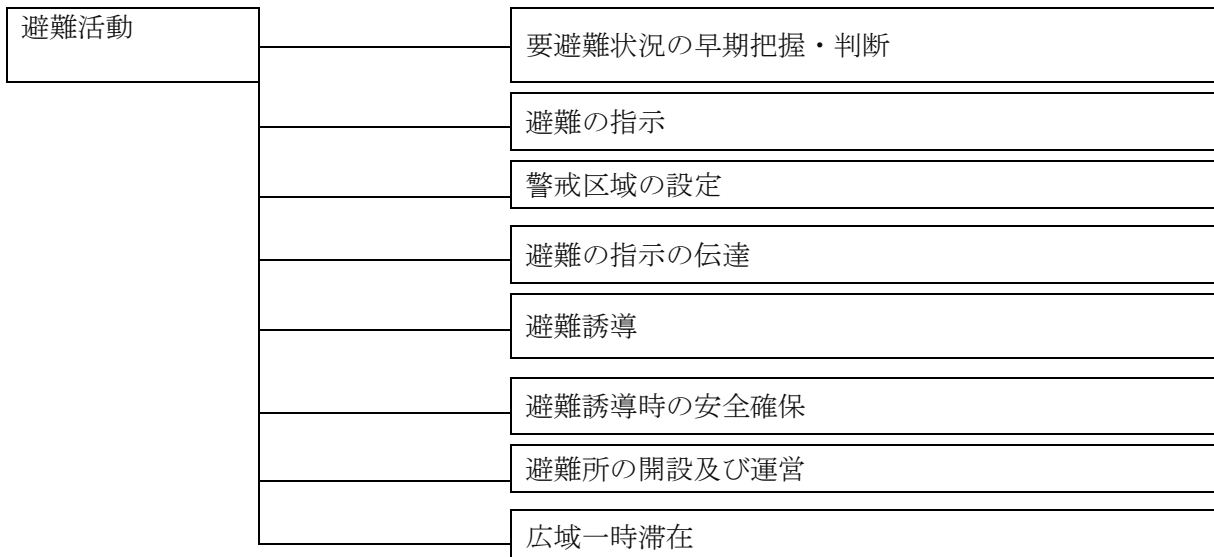 避難活動
要避難状況の早期把握・判断
避難の指示
警戒区域の設定
避難の指示の伝達
避難誘導
避難誘導時の安全確保
避難所の開設及び運営
広域一時滞在